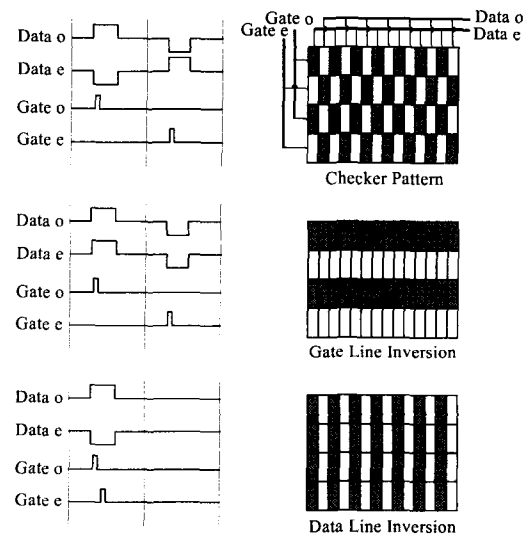 Data o
Data e
Gate o
Gate e
Gate o
Gate e
Data o
Data e
Checker Pattern
Data o
Data e
Gate o
Gate e
Gate Line Inversion
Data o
Data e
Gate o
Gate e
Data Line Inversion